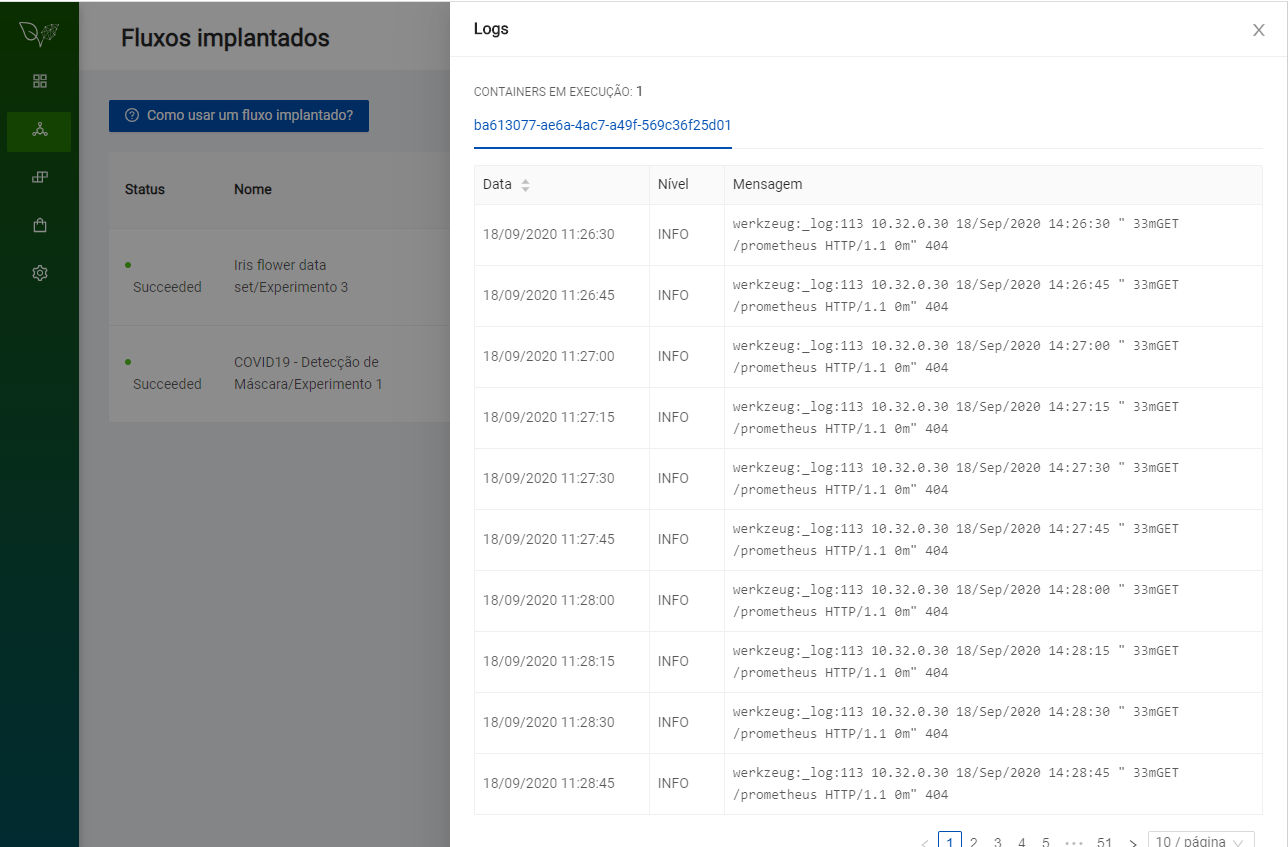 Fluxos implantados
Como usar um fluxo implantado?
Status Nome
Succeeded
Iris flower data
set/Experimento 3
Succeeded
COVID19 - Detecção de
Máscara/Experimento 1
Logs
CONTAINERS EM EXECUÇÃO: 1
ba613077-ae6a-4ac7-a49f-569c36f25d01
Data Nível Mensagem
18/09/2020 11:26:30 INFO werkzeug:_log:113 10.32.0.30 18/Sep/2020 14:26:30 " 33mGET
/prometheus HTTP/1.1 0m" 404
18/09/2020 11:26:45 INFO werkzeug:_log:113 10.32.0.30 18/Sep/2020 14:26:45 " 33mGET
/prometheus HTTP/1.1 0m" 404
18/09/2020 11:27:00 INFO werkzeug:_log:113 10.32.0.30 18/Sep/2020 14:27:00 " 33mGET
/prometheus HTTP/1.1 0m" 404
18/09/2020 11:27:15 INFO werkzeug:_log:113 10.32.0.30 18/Sep/2020 14:27:15 " 33mGET
/prometheus HTTP/1.1 0m" 404
18/09/2020 11:27:30 INFO werkzeug:_log:113 10.32.0.30 18/Sep/2020 14:27:30 " 33mGET
/prometheus HTTP/1.1 0m" 404
18/09/2020 11:27:45 INFO werkzeug:_log:113 10.32.0.30 18/Sep/2020 14:27:45 " 33mGET
/prometheus HTTP/1.1 0m" 404
18/09/2020 11:28:00 INFO werkzeug:_log:113 10.32.0.30 18/Sep/2020 14:28:00 " 33mGET
/prometheus HTTP/1.1 0m" 404
18/09/2020 11:28:15 INFO werkzeug:_log:113 10.32.0.30 18/Sep/2020 14:28:15 " 33mGET
/prometheus HTTP/1.1 0m" 404
18/09/2020 11:28:30 INFO werkzeug:_log:113 10.32.0.30 18/Sep/2020 14:28:30 " 33mGET
/prometheus HTTP/1.1 0m" 404
18/09/2020 11:28:45 INFO werkzeug:_log:113 10.32.0.30 18/Sep/2020 14:28:45 " 33mGET
/prometheus HTTP/1.1 0m" 404
< 1 2 3 4 5 ••• 51 > 10 / página